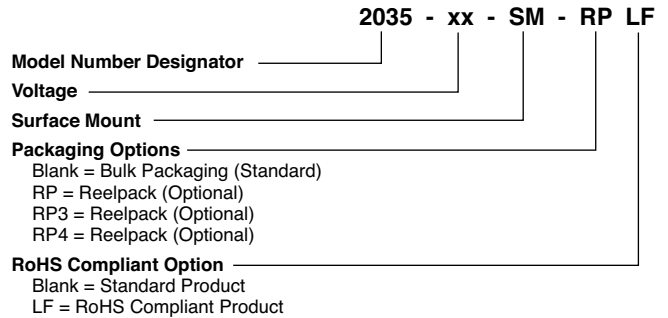 2035 - xx - SM - RP LF
Model Number Designator
Voltage
Surface Mount
Packaging Options
Blank = Bulk Packaging (Standard)
RP = Reelpack (Optional)
RP3 = Reelpack (Optional)
RP4 = Reelpack (Optional)
RoHS Compliant Option
Blank = Standard Product
LF = RoHS Compliant Product